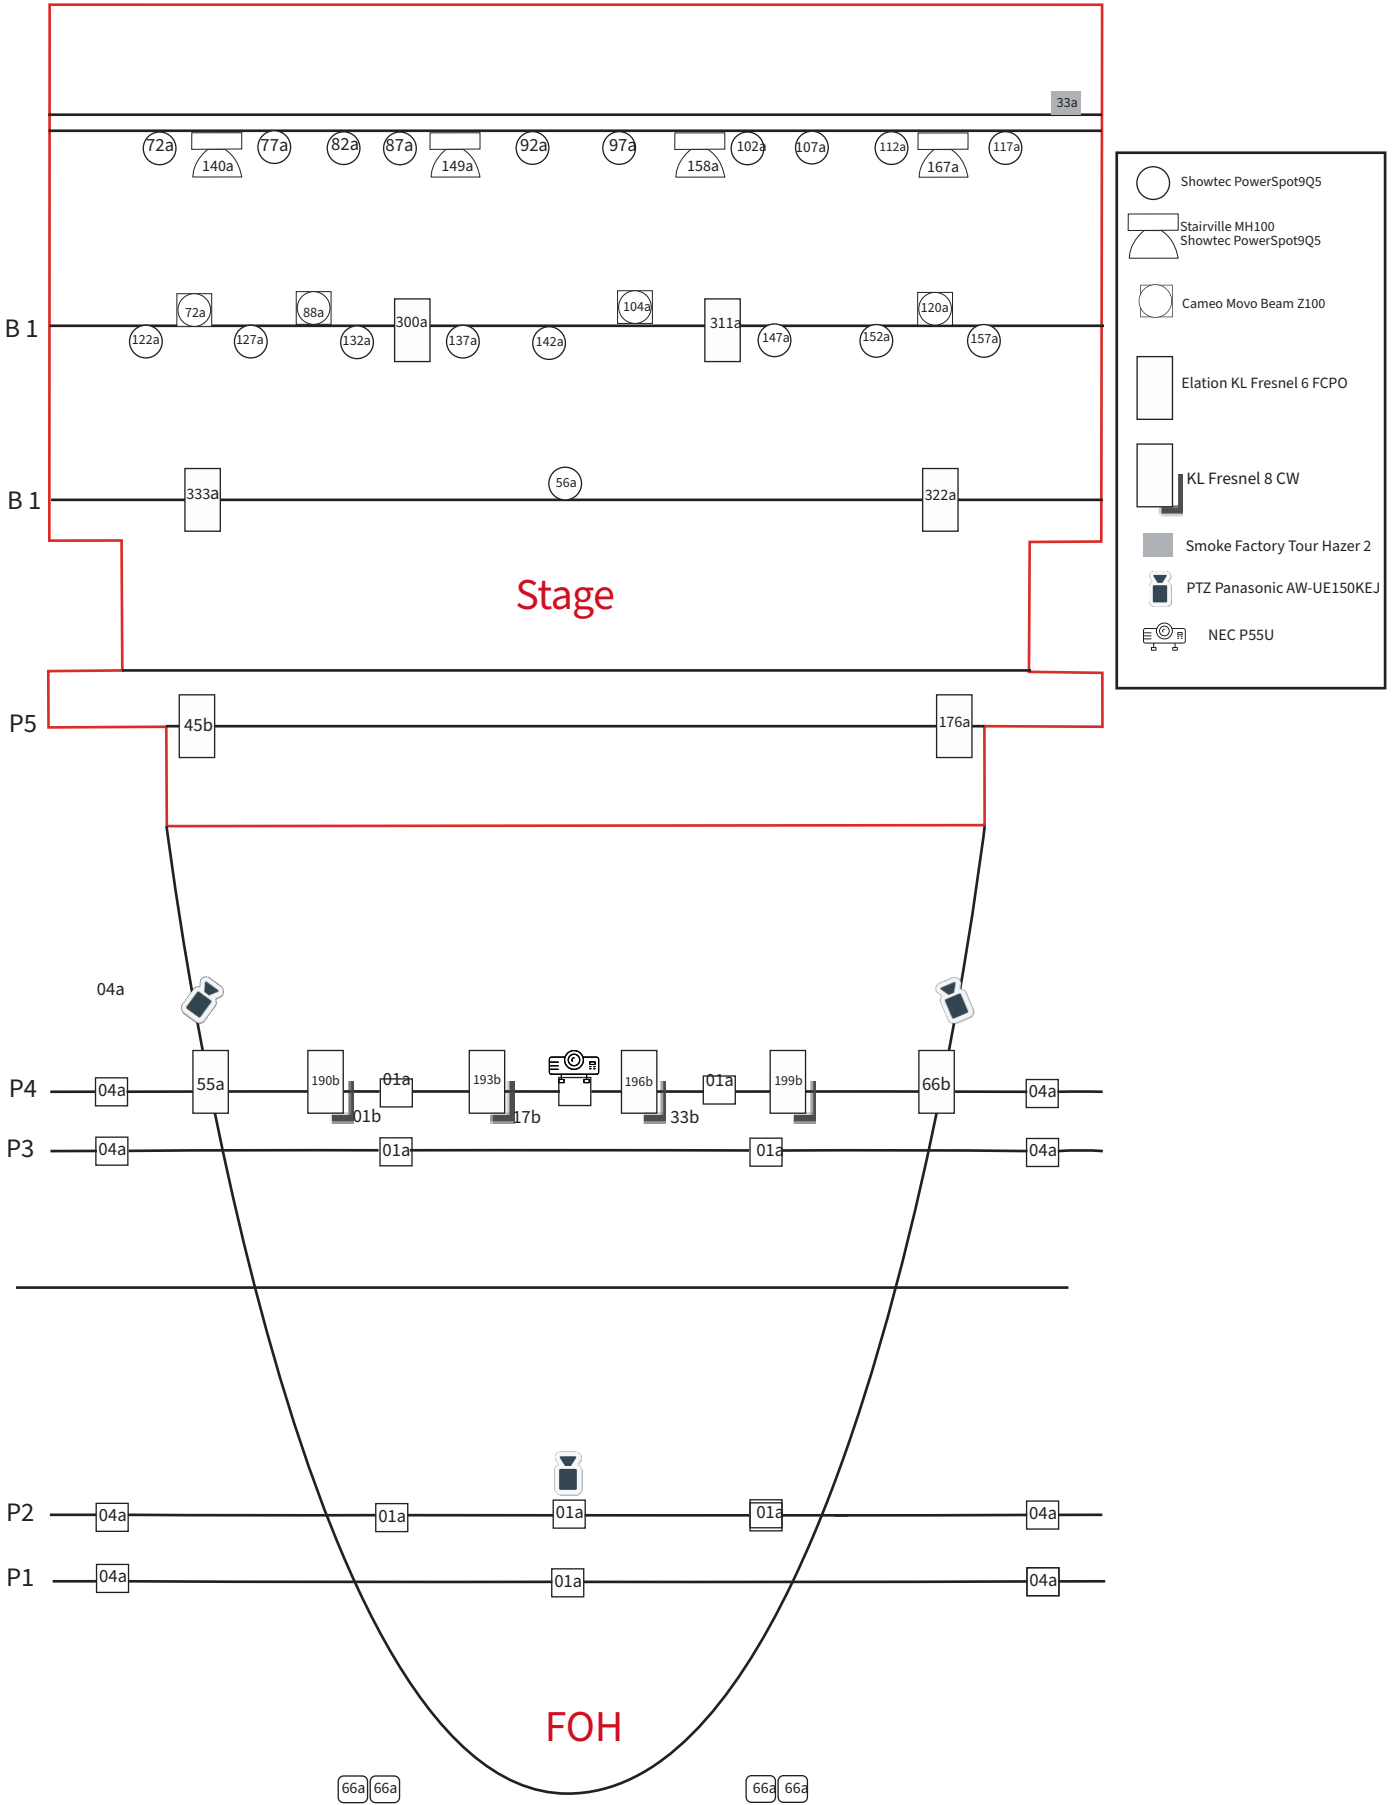 33a
72a 77a 82a 87a 92a 97a 102a 107a 112a 117a
140a 149a 158a 167a
Showtec PowerSpot9Q5
Stairville MH100
Showtec PowerSpot9Q5
Cameo Movo Beam Z100
Elation KL Fresnel 6 FCPO
KL Fresnel 8 CW
Smoke Factory Tour Hazer 2
PTZ Panasonic AW-UE150KEJ
NEC P55U
72a 88a 104a 120a
B 1 300a 311a
122a 127a 132a 137a 142a 147a 152a 157a
56a
B 1 333a 322a
Stage
P5 45b 176a
04a
P4 04a 55a 190b 01a 193b 196b 01a 199b 66b 04a
01b 17b 33b
P3 04a 01a 01a 04a
P2 04a 01a 01a 01a 04a
P1 04a 01a 04a
FOH
66a 66a 66a 66a